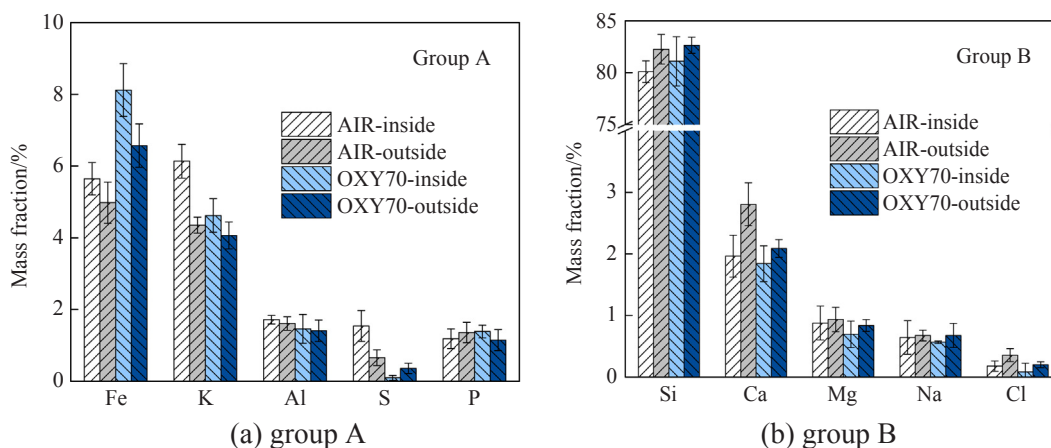 10
8
6
4
2
0
Mass fraction/%
Group A
AIR-inside
AIR-outside
OXY70-inside
OXY70-outside
Fe K Al S P
(a) group A
85
80
75
3
2
1
0
Mass fraction/%
Group B
AIR-inside
AIR-outside
OXY70-inside
OXY70-outside
Si Ca Mg Na Cl
(b) group B